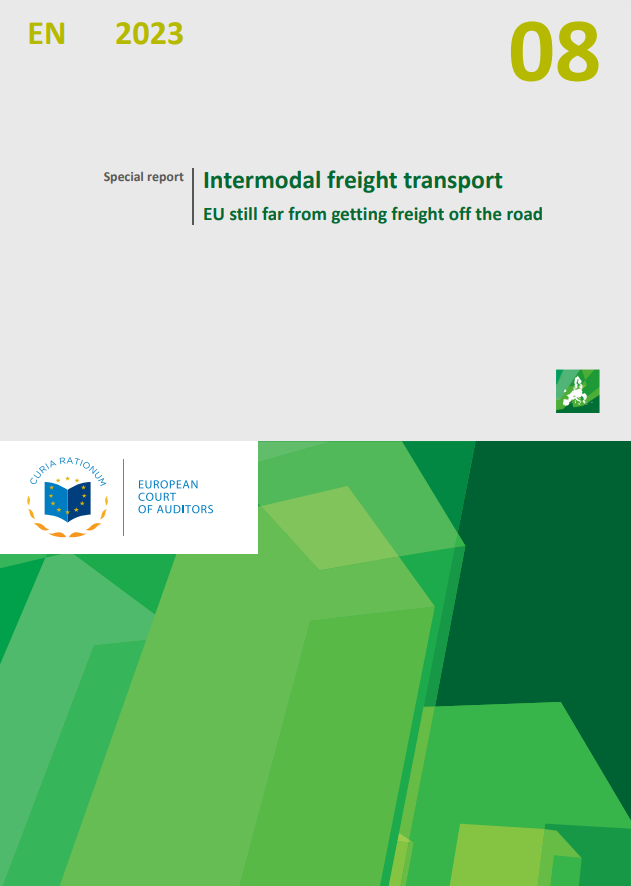 EN 2023
08
Special report
Intermodal freight transport
EU still far from getting freight off the road
CURIA RATIONUM
EUROPEAN
COURT
OF AUDITORS